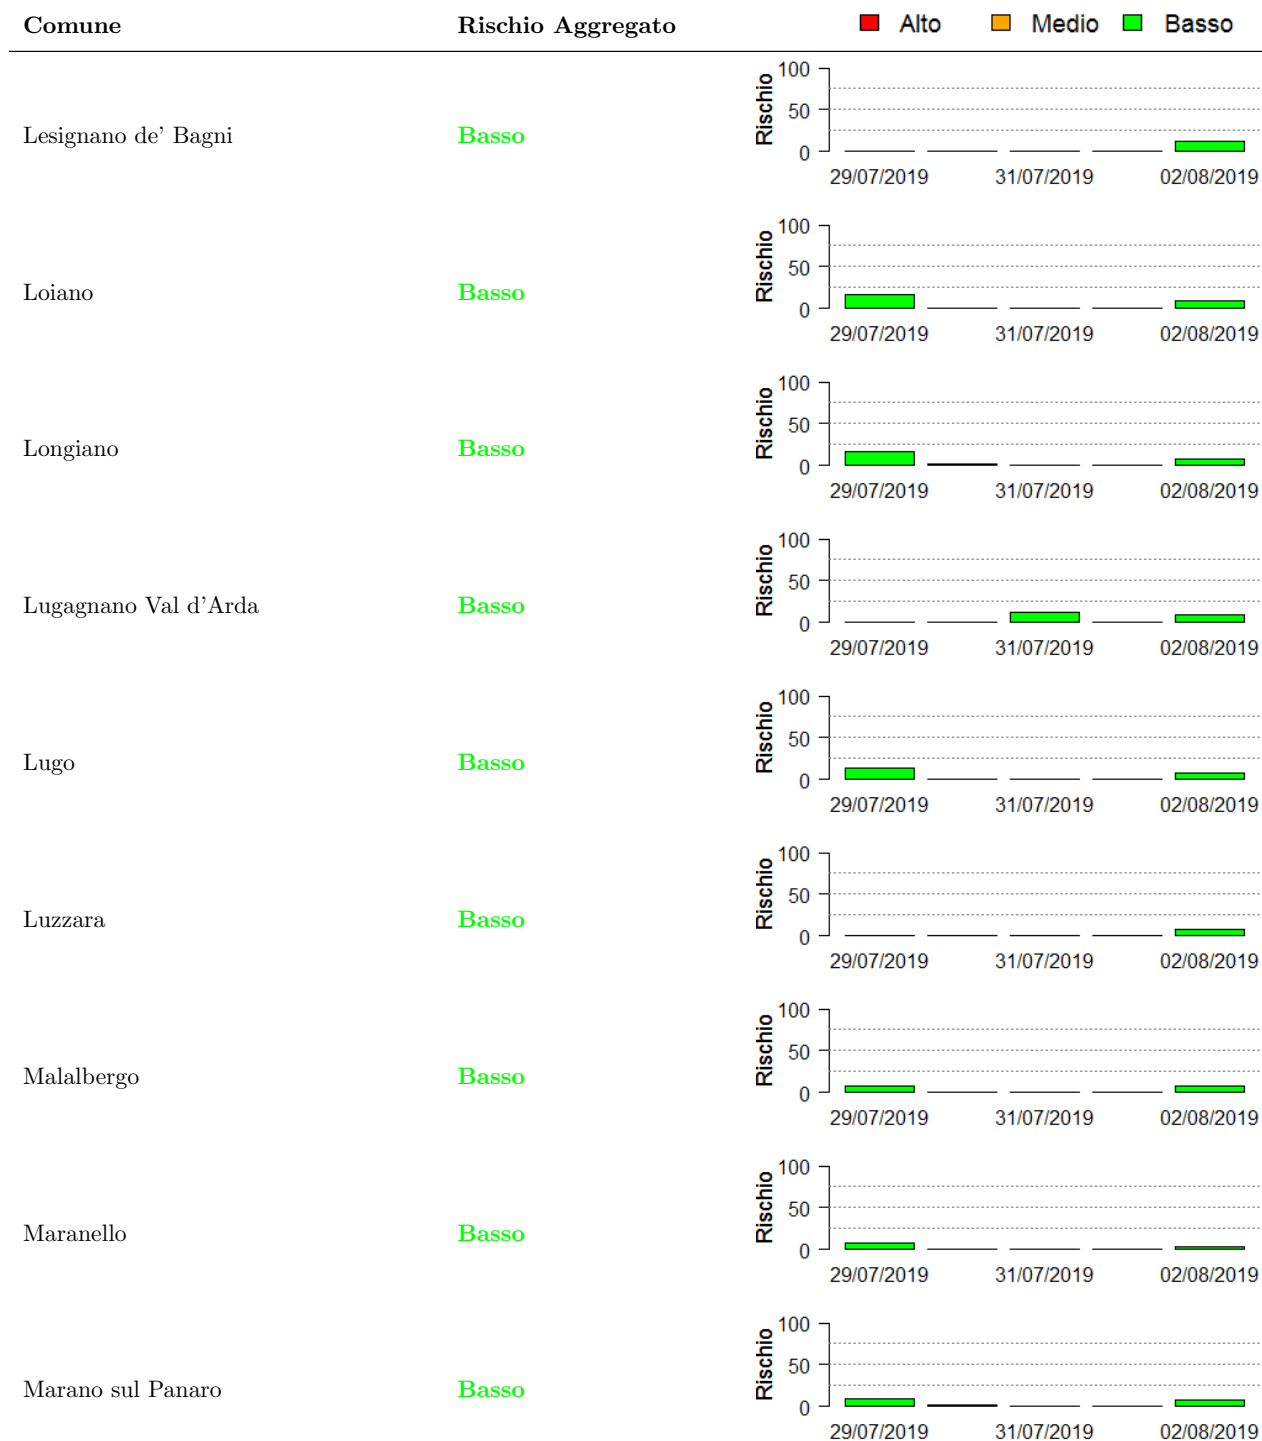 Comune Rischio Aggregato Alto Medio Basso
Lesignano de' Bagni Basso
Rischio
100
50
0
29/07/2019 31/07/2019 02/08/2019
Loiano Basso
Rischio
100
50
0
29/07/2019 31/07/2019 02/08/2019
Longiano Basso
Rischio
100
50
0
29/07/2019 31/07/2019 02/08/2019
Lugagnano Val d'Arda Basso
Rischio
100
50
0
29/07/2019 31/07/2019 02/08/2019
Lugo Basso
Rischio
100
50
0
29/07/2019 31/07/2019 02/08/2019
Luzzara Basso
Rischio
100
50
0
29/07/2019 31/07/2019 02/08/2019
Malalbergo Basso
Rischio
100
50
0
29/07/2019 31/07/2019 02/08/2019
Maranello Basso
Rischio
100
50
0
29/07/2019 31/07/2019 02/08/2019
Marano sul Panaro Basso
Rischio
100
50
0
29/07/2019 31/07/2019 02/08/2019